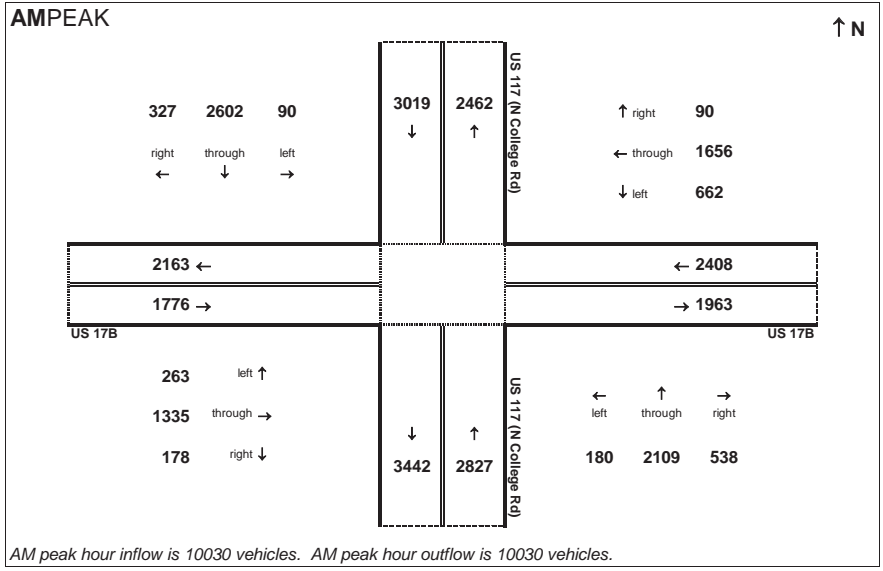 AMPEAK
↑ N
3019 2462
↓ ↑
US 117 (N College Rd)
327 2602 90
right through left
← ↓ →
↑ right 90
← through 1656
↓ left 662
2163 ←
1776 →
← 2408
→ 1963
US 17B
US 17B
263 left ↑
1335 through →
178 right ↓
↓ ↑
3442 2827
US 117 (N College Rd)
← ↑ →
left through right
180 2109 538
AM peak hour inflow is 10030 vehicles. AM peak hour outflow is 10030 vehicles.